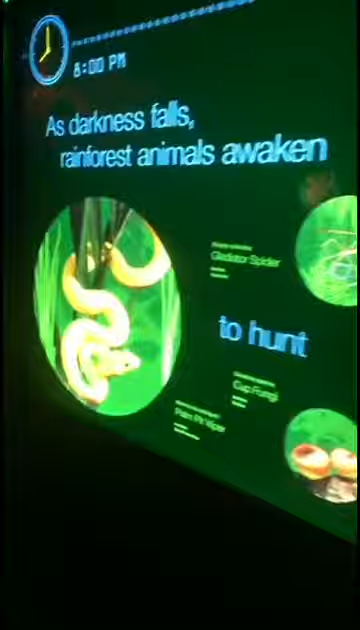 8:00 PM
As darkness falls,
rainforest animals awaken
Gladiator Spider
to hunt
Cup Fungi
Palm Pit Viper